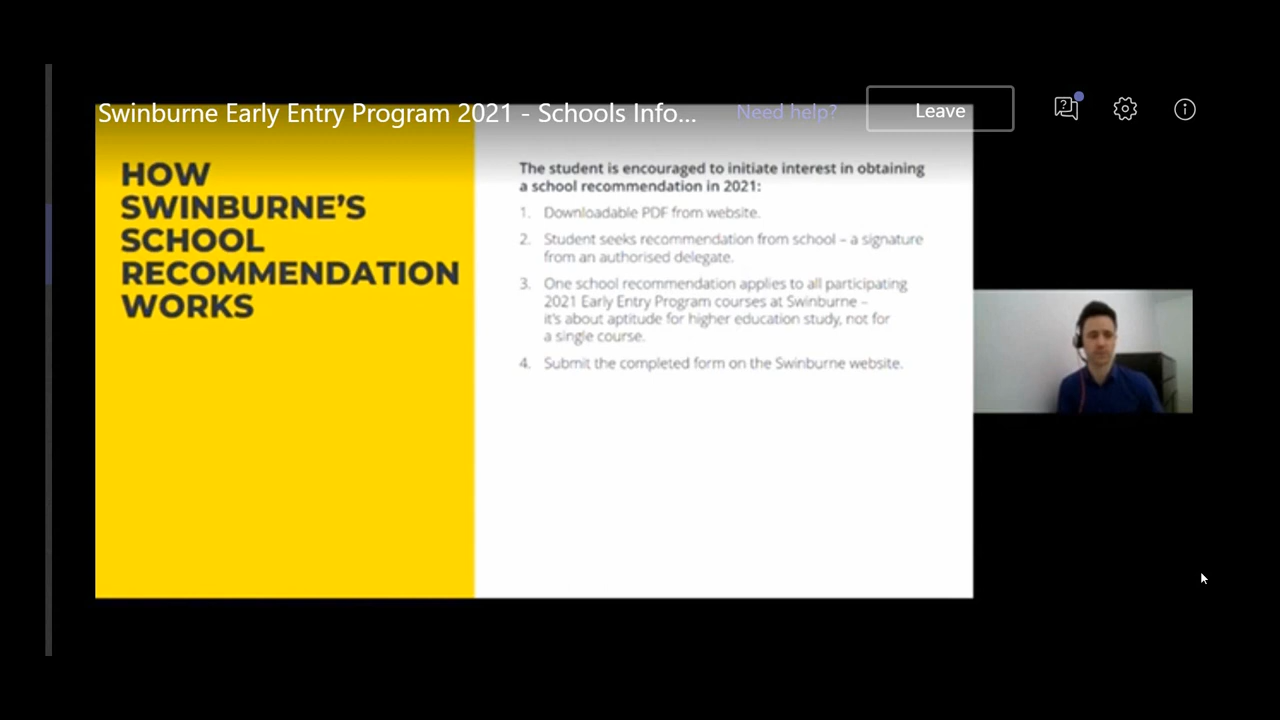 Swinburne Early Entry Program 2021 - Schools Info...
Need help?
Leave
HOW
SWINBURNE'S
SCHOOL
RECOMMENDATION
WORKS
The student is encouraged to initiate interest in obtaining
a school recommendation in 2021:
1. Downloadable PDF from website.
2. Student seeks recommendation from school – a signature
from an authorised delegate.
3. One school recommendation applies to all participating
2021 Early Entry Program courses at Swinburne –
it's about aptitude for higher education study, not for
a single course.
4. Submit the completed form on the Swinburne website.